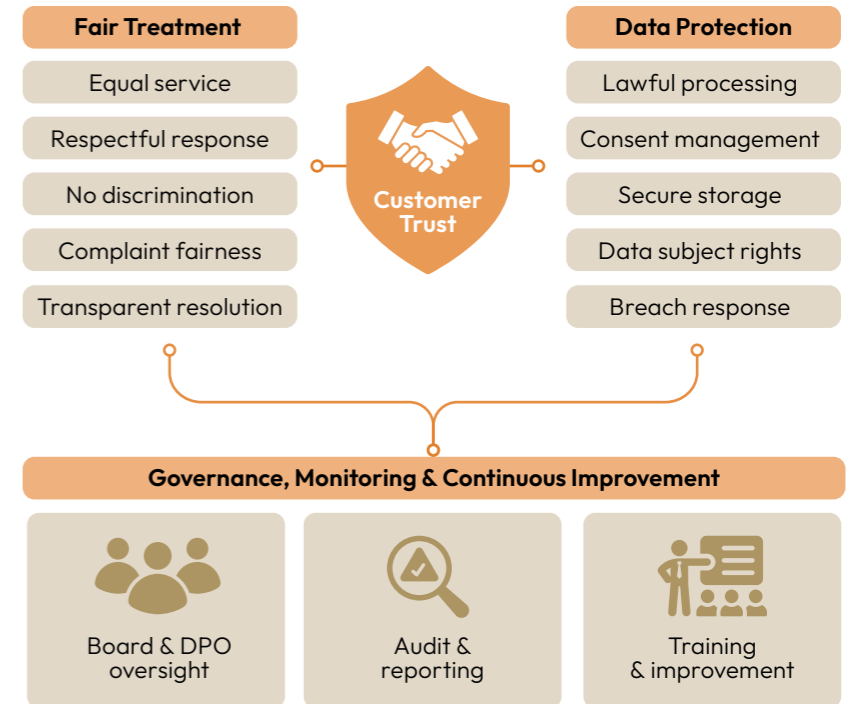 Fair Treatment
Equal service
Respectful response
No discrimination
Complaint fairness
Transparent resolution
Customer
Trust
Data Protection
Lawful processing
Consent management
Secure storage
Data subject rights
Breach response
Governance, Monitoring & Continuous Improvement
Board & DPO
oversight
Audit &
reporting
Training
& improvement